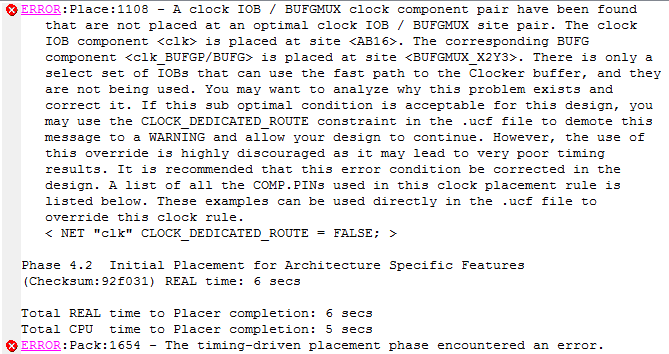 ERROR:Place:1108 - A clock IOB / BUFGMUX clock component pair have been found
that are not placed at an optimal clock IOB / BUFGMUX site pair. The clock
IOB component <clk> is placed at site <AB16>. The corresponding BUFG
component <clk_BUFGP/BUFG> is placed at site <BUFGMUX_X2Y3>. There is only a
select set of IOBs that can use the fast path to the Clocker buffer, and they
are not being used. You may want to analyze why this problem exists and
correct it. If this sub optimal condition is acceptable for this design, you
may use the CLOCK_DEDICATED_ROUTE constraint in the .ucf file to demote this
message to a WARNING and allow your design to continue. However, the use of
this override is highly discouraged as it may lead to very poor timing
results. It is recommended that this error condition be corrected in the
design. A list of all the COMP.PINs used in this clock placement rule is
listed below. These examples can be used directly in the .ucf file to
override this clock rule.
< NET "clk" CLOCK_DEDICATED_ROUTE = FALSE; >
Phase 4.2  Initial Placement for Architecture Specific Features
(Checksum:92f031) REAL time: 6 secs
Total REAL time to Placer completion: 6 secs
Total CPU  time to Placer completion: 5 secs
ERROR:Pack:1654 - The timing-driven placement phase encountered an error.